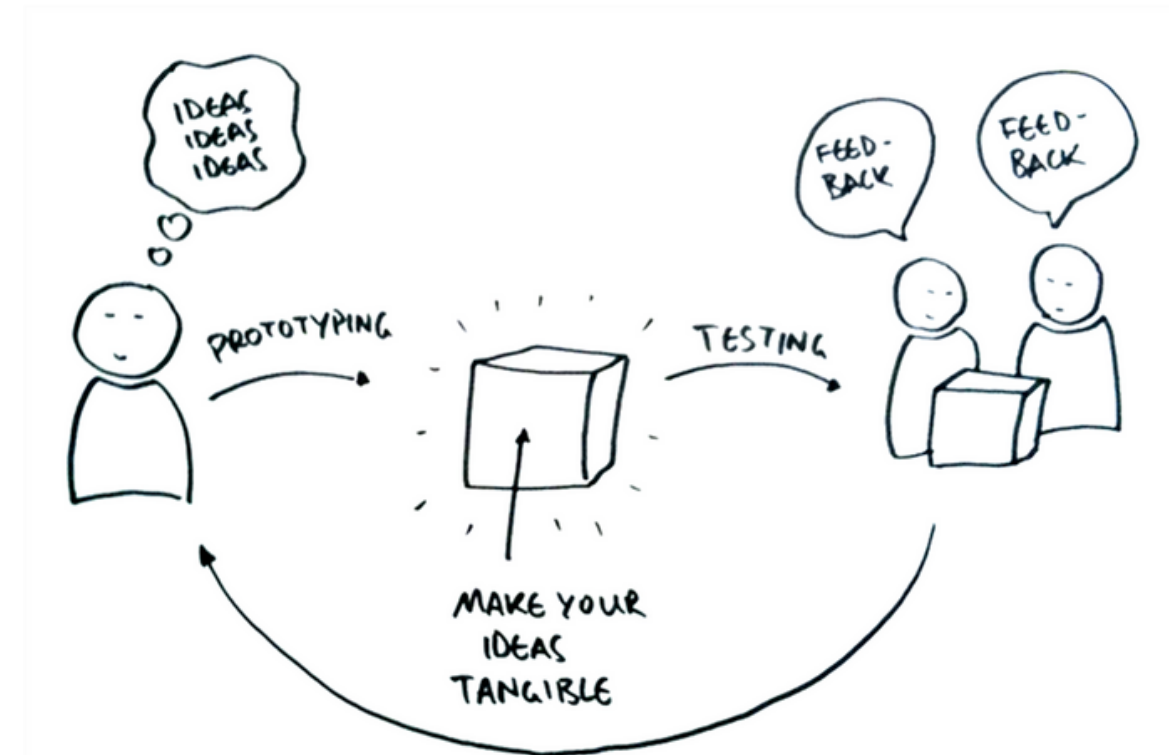 IDEAS
IDEAS
IDEAS
PROTOTYPING
MAKE YOUR
IDEAS
TANGIBLE
TESTING
FEED-
BACK
FEED-
BACK